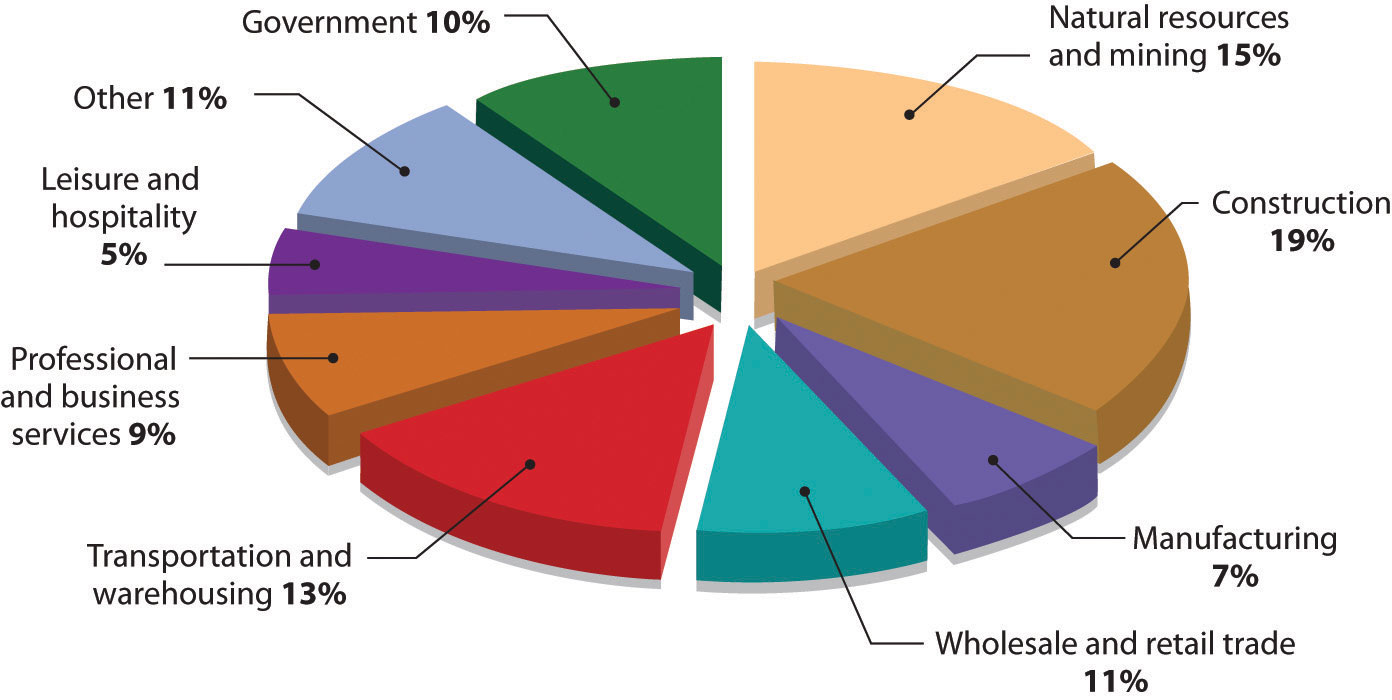 Government 10%
Natural resources
and mining 15%
Other 11%
Leisure and
hospitality
5%
Construction
19%
Professional
and business
services 9%
Transportation and
warehousing 13%
Manufacturing
7%
Wholesale and retail trade
11%